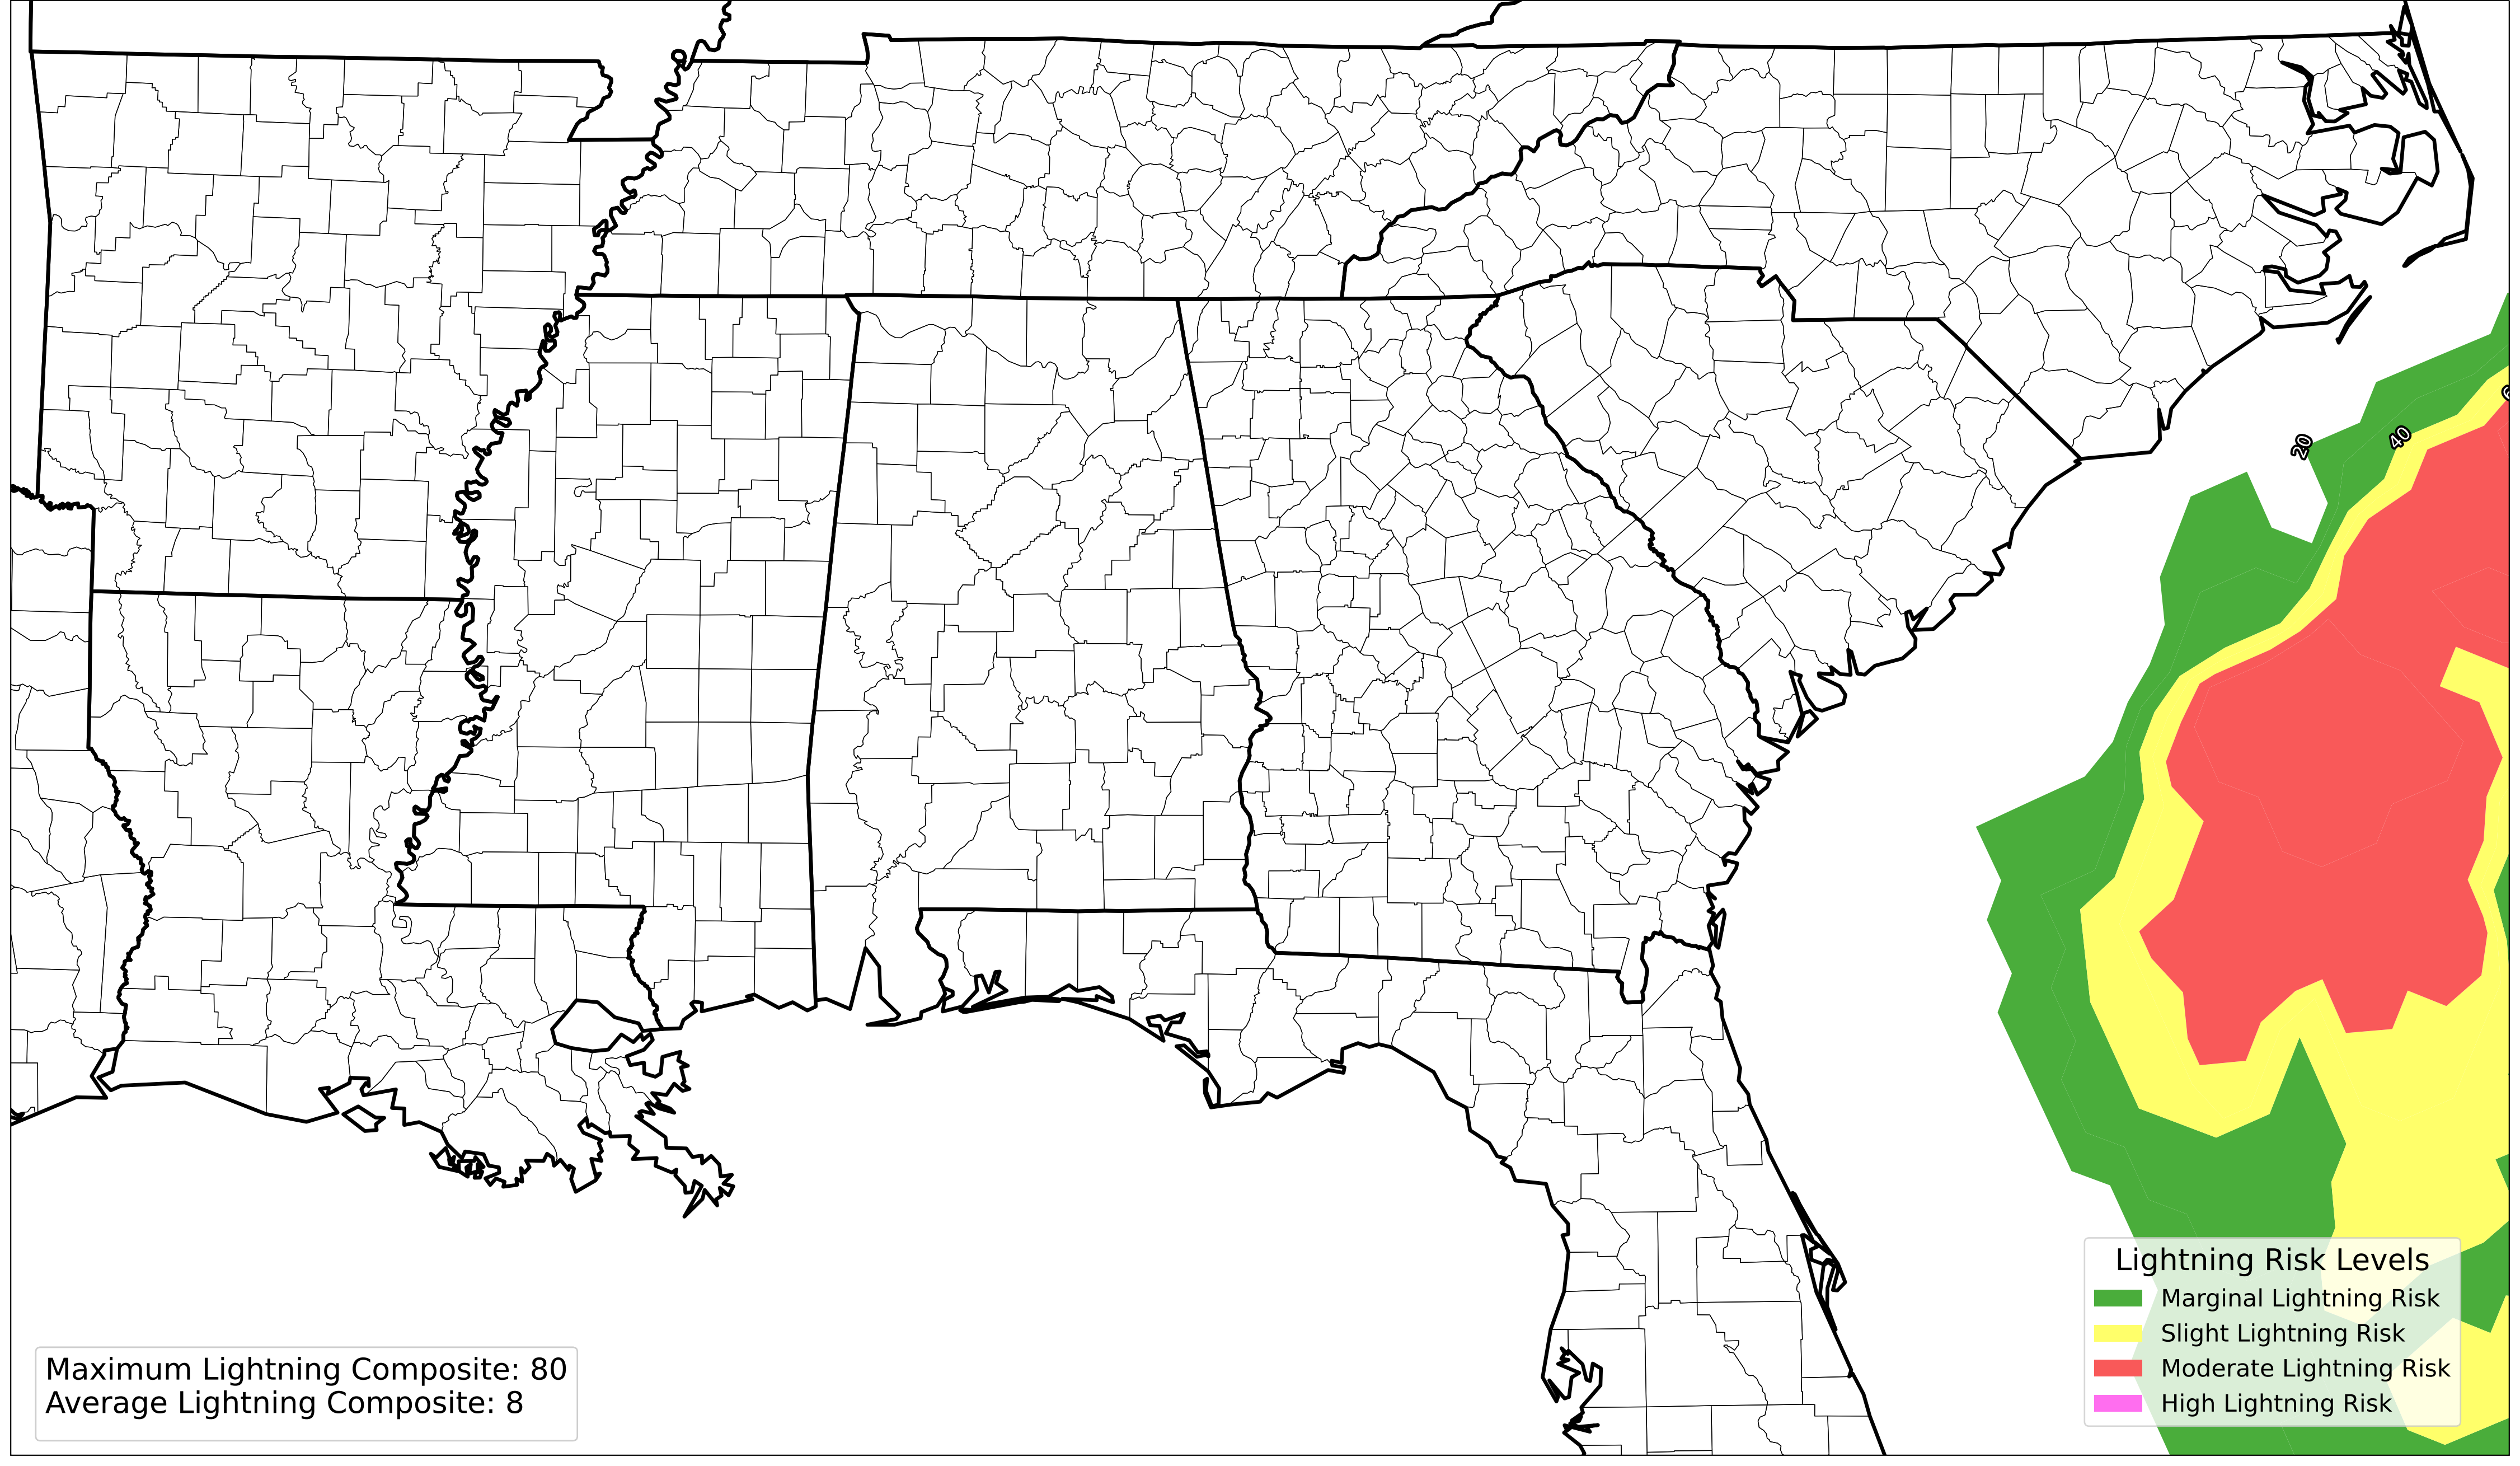 20
40
Lightning Risk Levels
Marginal Lightning Risk
Slight Lightning Risk
Moderate Lightning Risk
High Lightning Risk
Maximum Lightning Composite: 80
Average Lightning Composite: 8